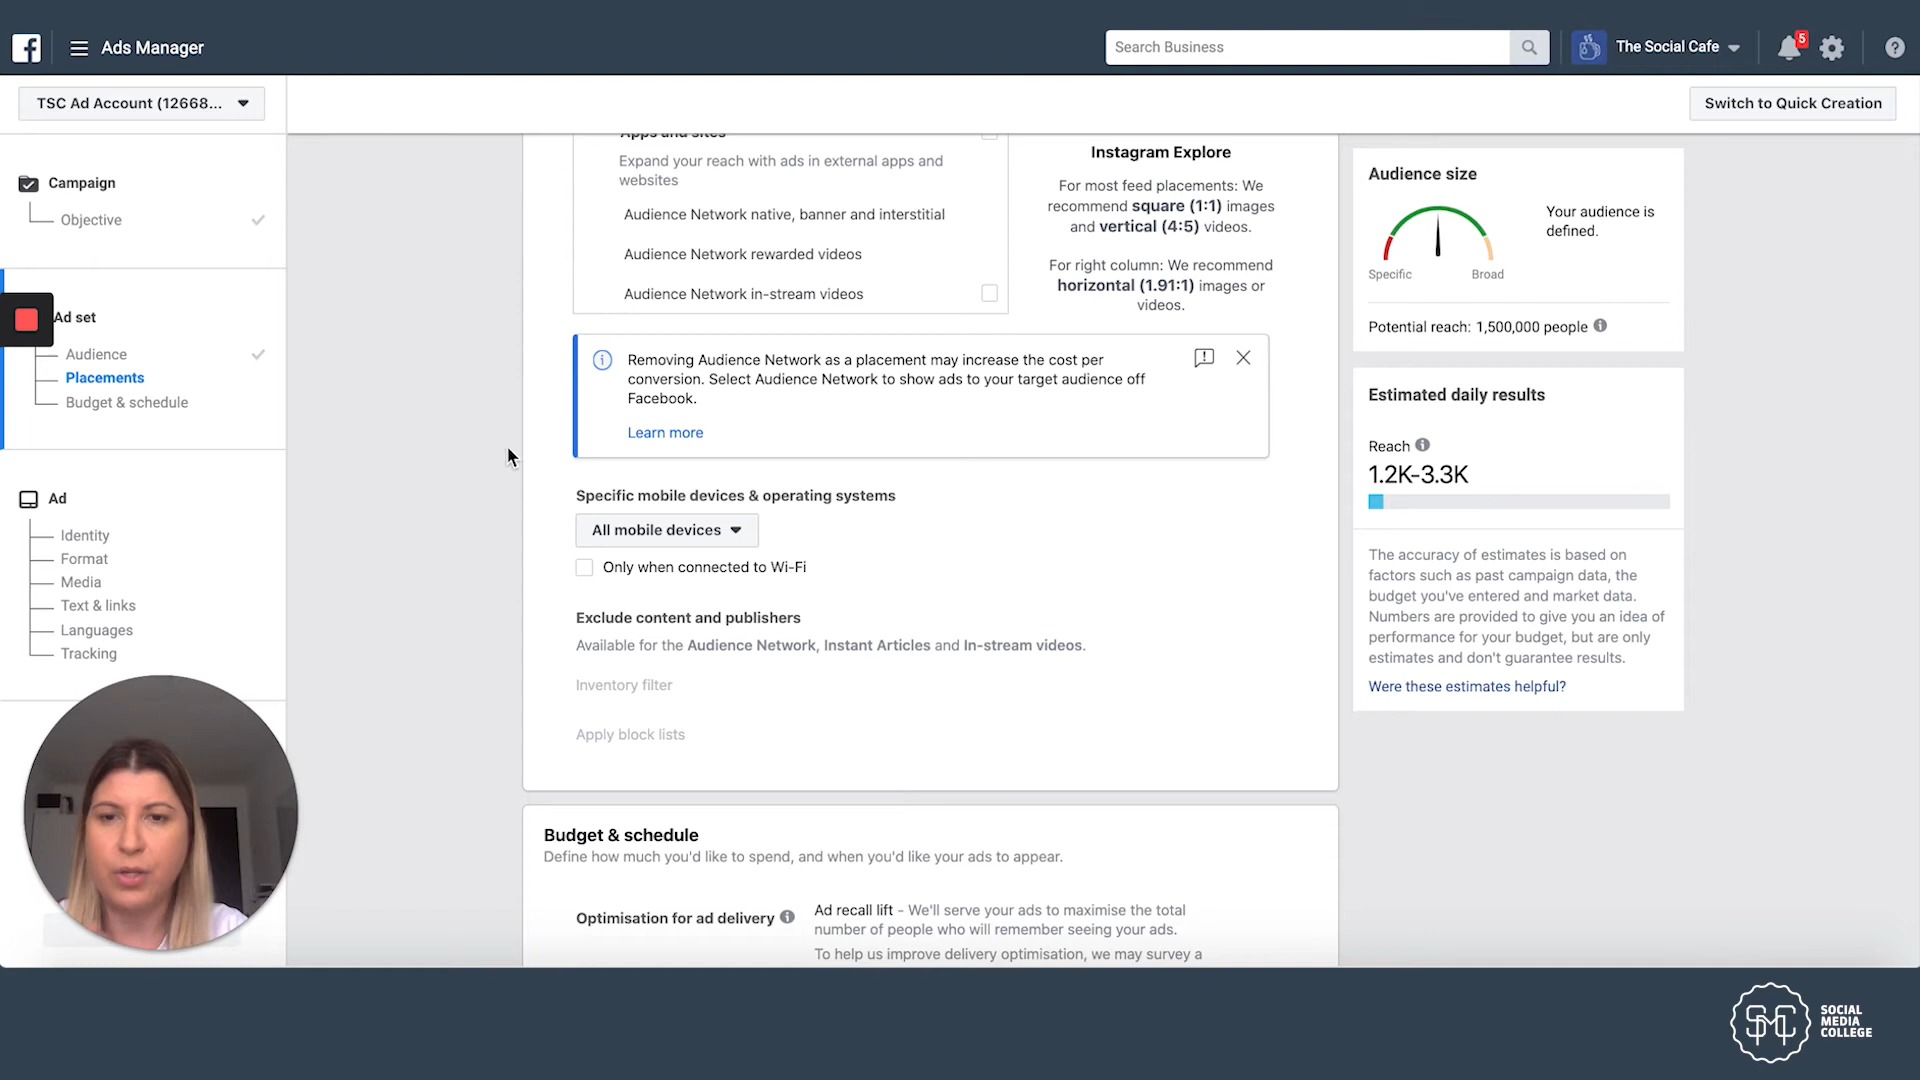 Ads Manager
Search Business
The Social Cafe
5
TSC Ad Account (12668...
Switch to Quick Creation
Campaign
Objective
Ad set
Audience
Placements
Budget & schedule
Ad
Identity
Format
Media
Text & links
Languages
Tracking
Apps and sites
Expand your reach with ads in external apps and
websites
Audience Network native, banner and interstitial
Audience Network rewarded videos
Audience Network in-stream videos
Instagram Explore
For most feed placements: We
recommend square (1:1) images
and vertical (4:5) videos.
For right column: We recommend
horizontal (1.91:1) images or
videos.
Removing Audience Network as a placement may increase the cost per
conversion. Select Audience Network to show ads to your target audience off
Facebook.
Learn more
Specific mobile devices & operating systems
All mobile devices
Only when connected to Wi-Fi
Exclude content and publishers
Available for the Audience Network, Instant Articles and In-stream videos.
Inventory filter
Apply block lists
Budget & schedule
Define how much you'd like to spend, and when you'd like your ads to appear.
Optimisation for ad delivery
Ad recall lift - We'll serve your ads to maximise the total
number of people who will remember seeing your ads.
To help us improve delivery optimisation, we may survey a
Audience size
Your audience is
defined.
Specific
Broad
Potential reach: 1,500,000 people
Estimated daily results
Reach
1.2K-3.3K
The accuracy of estimates is based on
factors such as past campaign data, the
budget you've entered and market data.
Numbers are provided to give you an idea of
performance for your budget, but are only
estimates and don't guarantee results.
Were these estimates helpful?
SMC
SOCIAL
MEDIA
COLLEGE